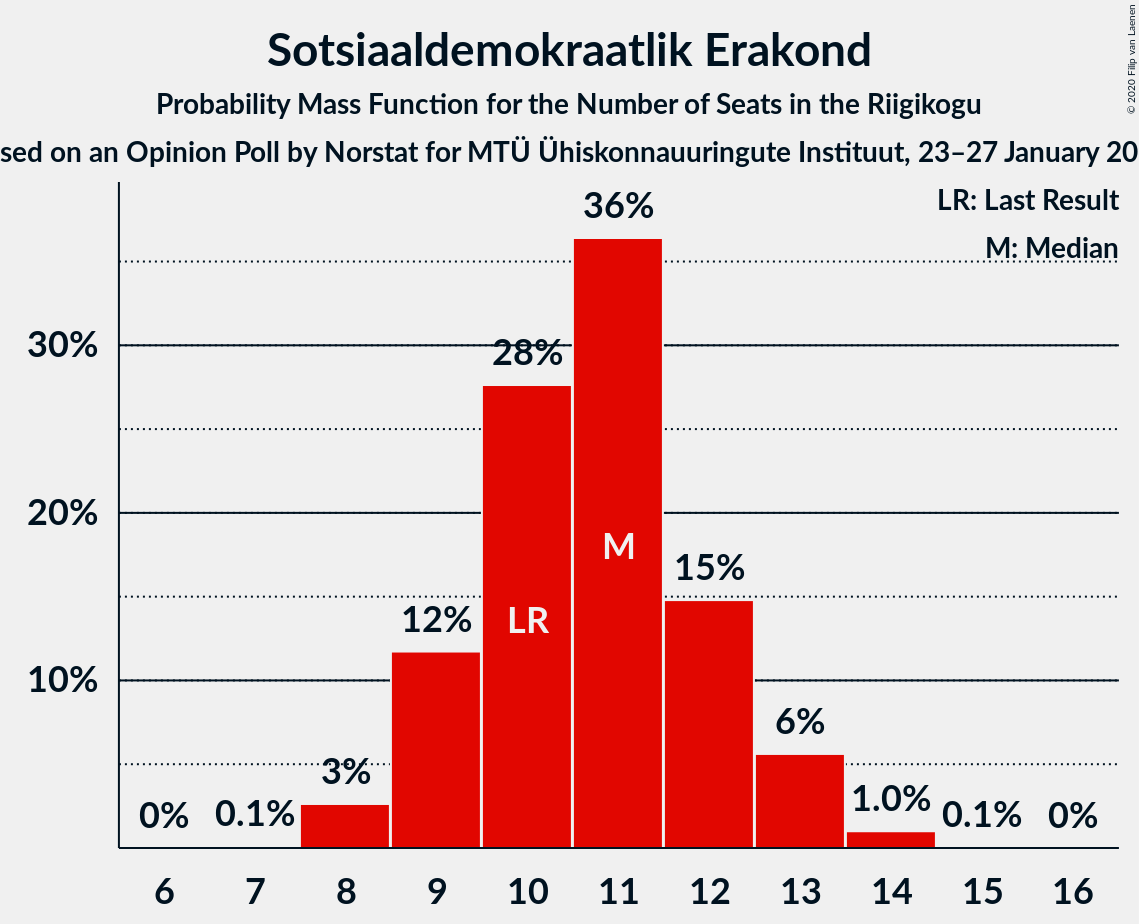 Sotsiaaldemokraatlik Erakond
Probability Mass Function for the Number of Seats in the Riigikogu
sed on an Opinion Poll by Norstat for MTÜ Ühiskonnauuringute Instituut, 23–27 January 20
© 2020 Filip van Laenen
LR: Last Result
M: Median
36%
30%
28%
20%
M
15%
12%
LR
10%
6%
3%
0%
0.1%
1.0%
0.1%
0%
6 7 8 9 10 11 12 13 14 15 16